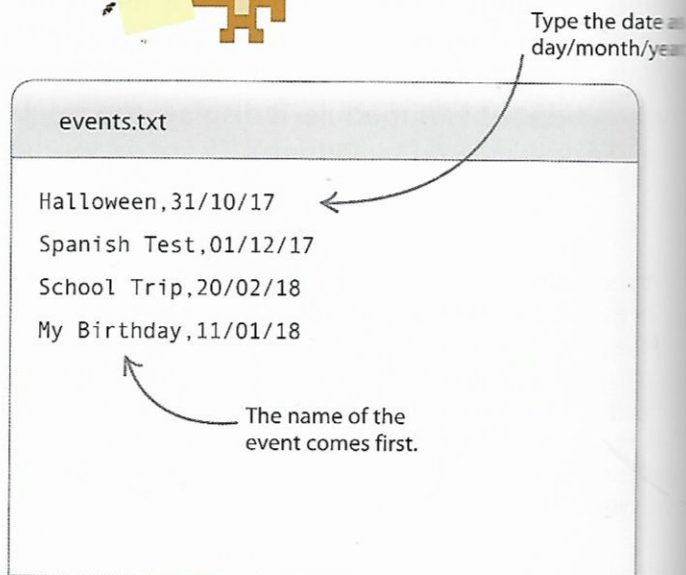 Type the date
day/month/year
events.txt
Halloween,31/10/17
Spanish Test,01/12/17
School Trip,20/02/18
My Birthday,11/01/18
The name of the
event comes first.